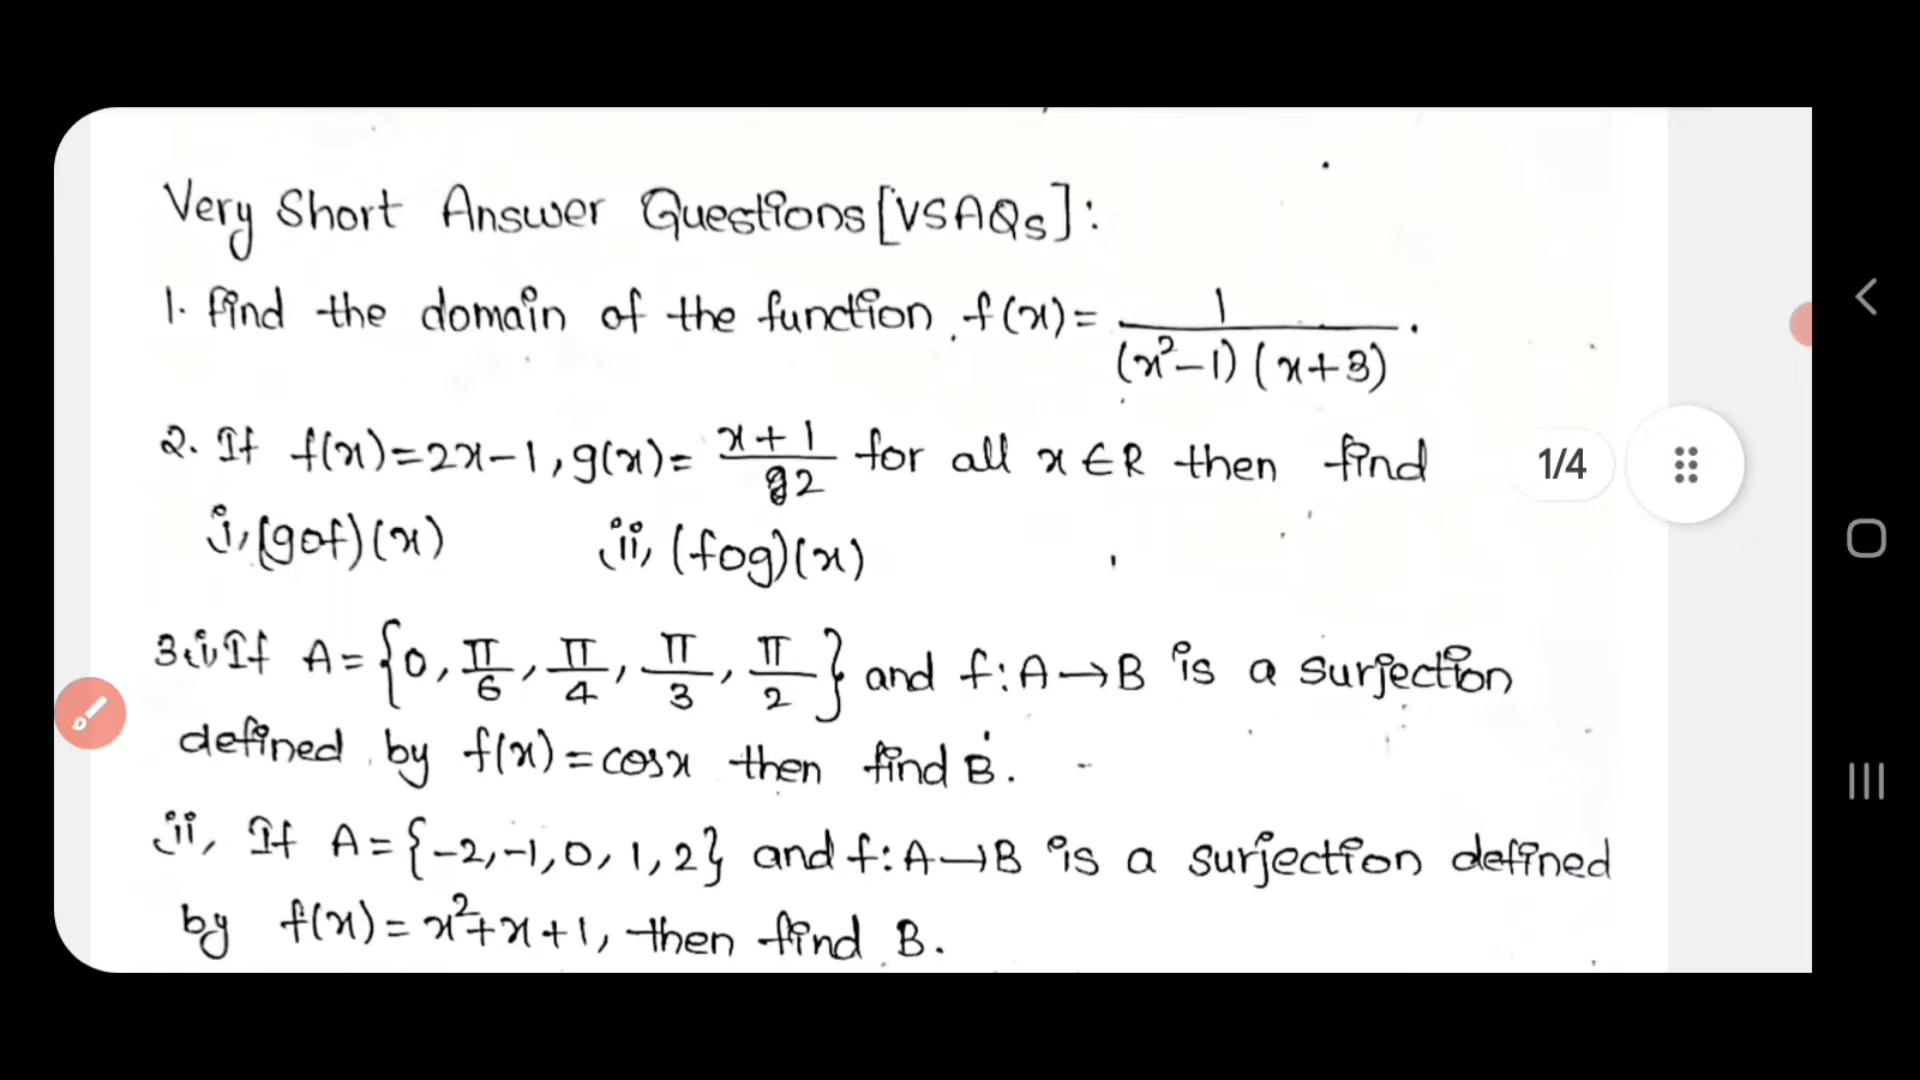 Very Short Answer Questions [VSAQs]:
1. find the domain of the function f(x) = 1/((x²-1)(x+3)).
2. If f(x)=2x-1, g(x)= (x+1)/2 for all x ∈ R then find
i, (gof)(x) ii, (fog)(x)
1/4
3. i, If A = {0, π/6, π/4, π/3, π/2} and f: A→B is a surjection
defined by f(x) = cosx then find B.
ii, If A = {-2, -1, 0, 1, 2} and f: A→B is a surjection defined
by f(x) = x²+x+1, then find B.